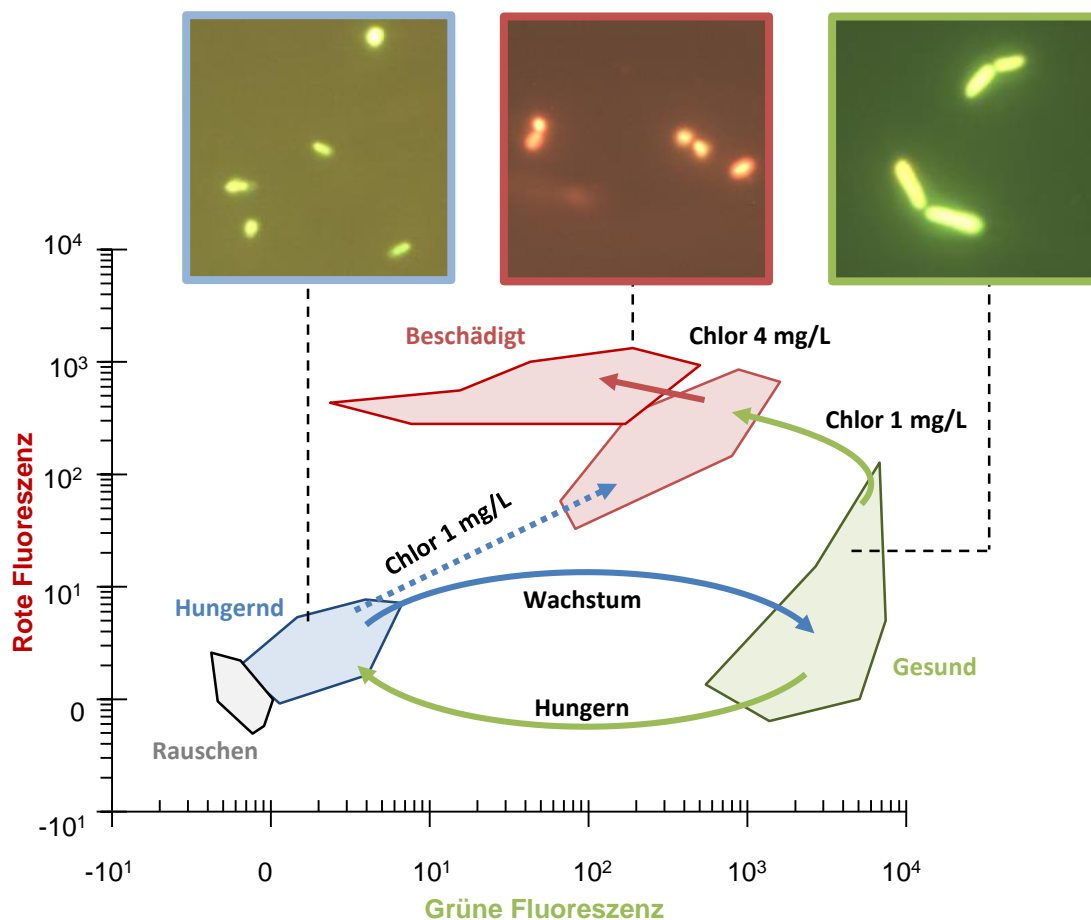 10⁴
Beschädigt
Chlor 4 mg/L
10³
Chlor 1 mg/L
10²
Chlor 1 mg/L
Rote Fluoreszenz
10¹
Hungernd
Wachstum
Gesund
0
Hungern
Rauschen
-10¹
-10¹
0
10¹
10²
10³
10⁴
Grüne Fluoreszenz